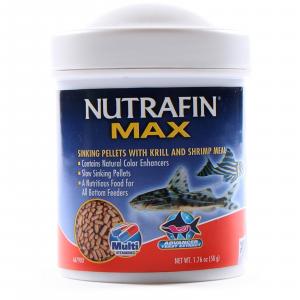 NUTRAFIN
MAX
SINKING PELLETS WITH KRILL AND SHRIMP MEAL
• Contains Natural Color Enhancers
• Slow Sinking Pellets
• A Nutritious Food for
All Bottom Feeders
Multi
VITAMINS
ADVANCED
NET WT. 1.76 oz (50 g)